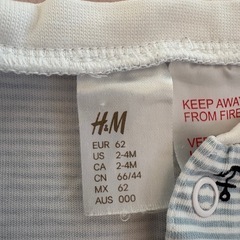 H&M
EUR 62
US 2-4M
CA 2-4M
CN 66/44
MX 62
AUS 000
KEEP AWAY
FROM FIRE